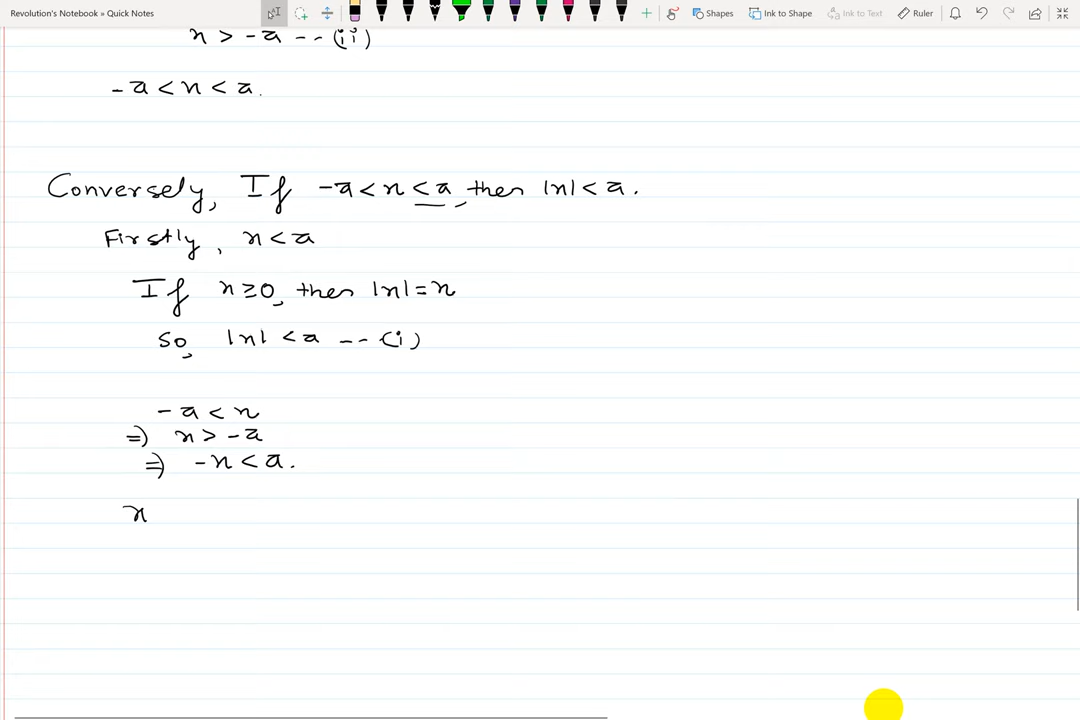 Revolution's Notebook » Quick Notes
Shapes
Ink to Shape
Ink to Text
Ruler
x > -a -- (ii)
-a < x < a.
Conversely, If -a < x < a, then |x| < a.
Firstly, x < a
If x ≥ 0, then |x| = x
So, |x| < a -- (i)
-a < x
⇒) x > -a
⇒) -x < a.
x